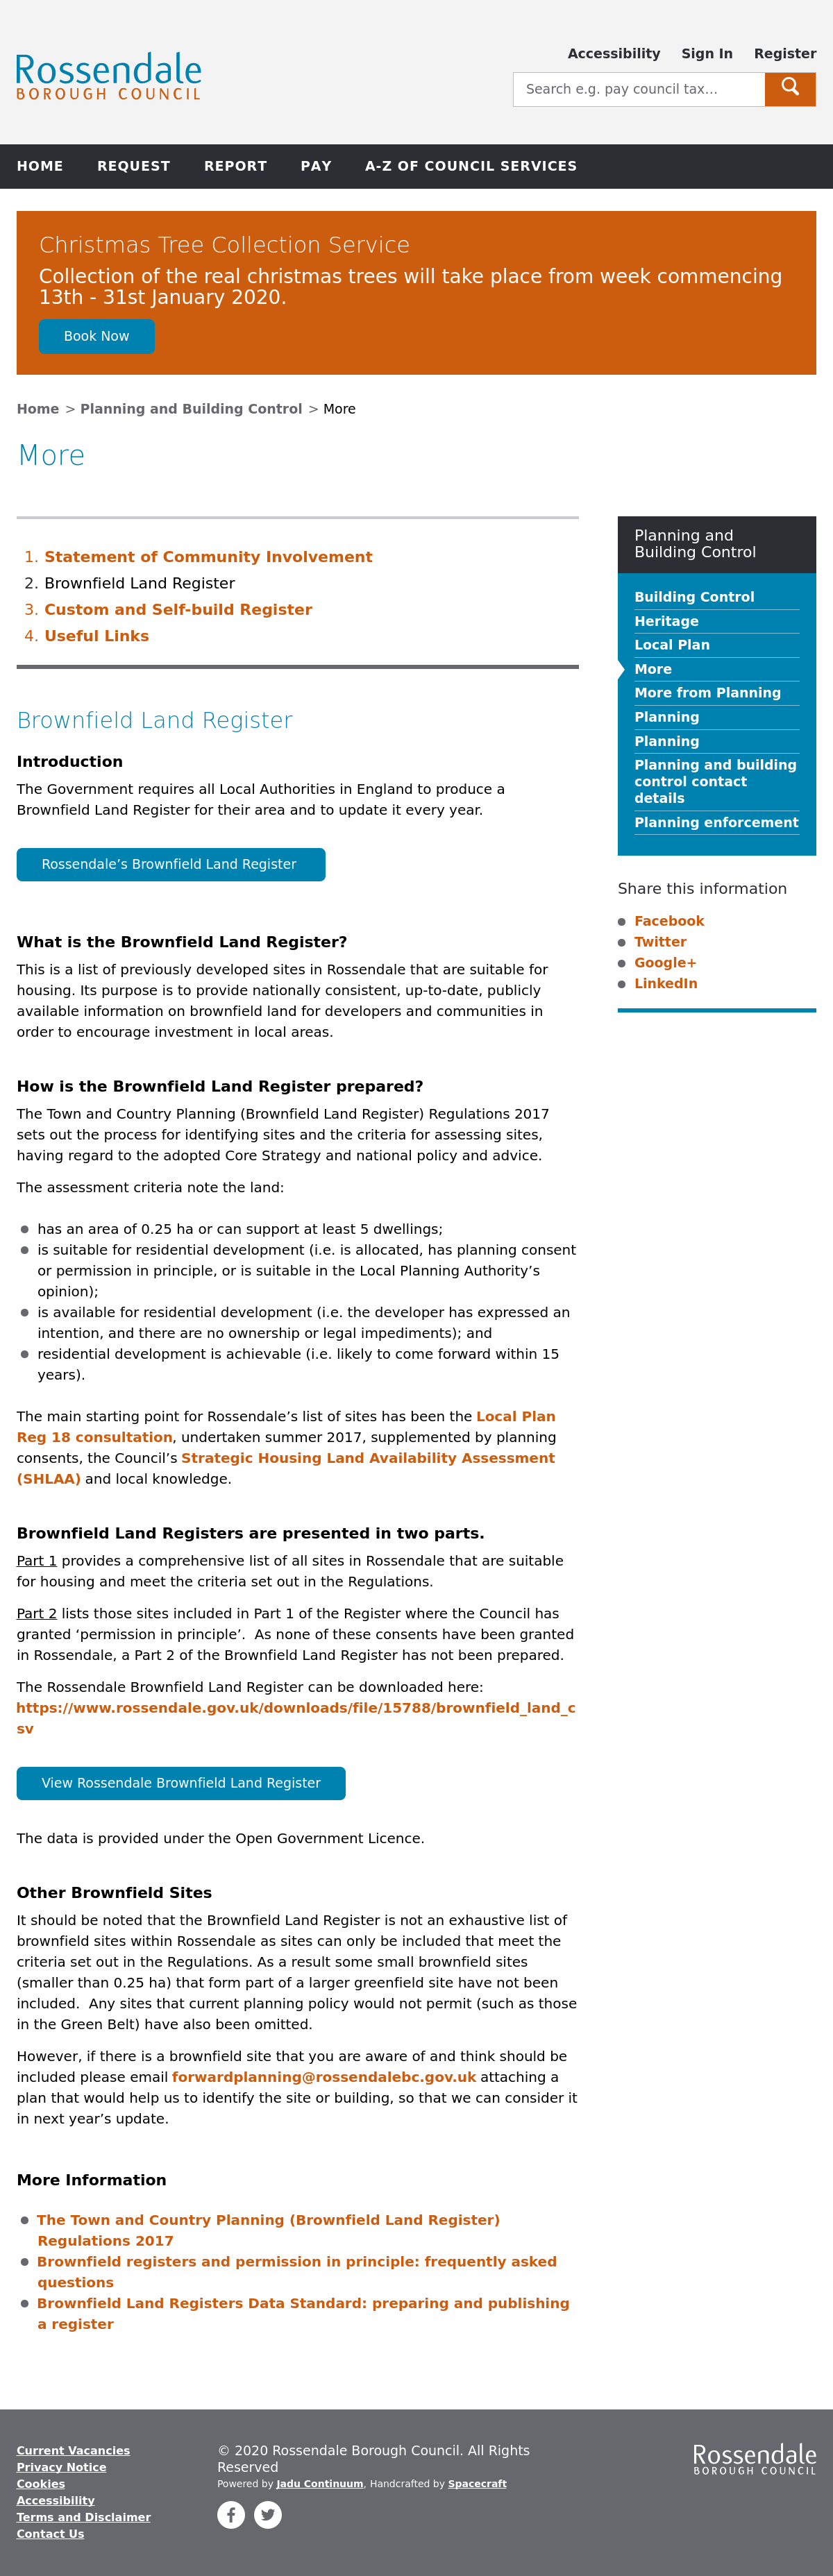 Rossendale
BOROUGH COUNCIL
Accessibility Sign In Register
Search e.g. pay council tax...
HOME REQUEST REPORT PAY A-Z OF COUNCIL SERVICES
Christmas Tree Collection Service
Collection of the real christmas trees will take place from week commencing
13th - 31st January 2020.
Book Now
Home > Planning and Building Control > More
More
1. Statement of Community Involvement
2. Brownfield Land Register
3. Custom and Self-build Register
4. Useful Links
Brownfield Land Register
Introduction
The Government requires all Local Authorities in England to produce a
Brownfield Land Register for their area and to update it every year.
Rossendale’s Brownfield Land Register
What is the Brownfield Land Register?
This is a list of previously developed sites in Rossendale that are suitable for
housing. Its purpose is to provide nationally consistent, up-to-date, publicly
available information on brownfield land for developers and communities in
order to encourage investment in local areas.
How is the Brownfield Land Register prepared?
The Town and Country Planning (Brownfield Land Register) Regulations 2017
sets out the process for identifying sites and the criteria for assessing sites,
having regard to the adopted Core Strategy and national policy and advice.
The assessment criteria note the land:
has an area of 0.25 ha or can support at least 5 dwellings;
is suitable for residential development (i.e. is allocated, has planning consent
or permission in principle, or is suitable in the Local Planning Authority’s
opinion);
is available for residential development (i.e. the developer has expressed an
intention, and there are no ownership or legal impediments); and
residential development is achievable (i.e. likely to come forward within 15
years).
The main starting point for Rossendale’s list of sites has been the Local Plan
Reg 18 consultation, undertaken summer 2017, supplemented by planning
consents, the Council’s Strategic Housing Land Availability Assessment
(SHLAA) and local knowledge.
Brownfield Land Registers are presented in two parts.
Part 1 provides a comprehensive list of all sites in Rossendale that are suitable
for housing and meet the criteria set out in the Regulations.
Part 2 lists those sites included in Part 1 of the Register where the Council has
granted ‘permission in principle’.  As none of these consents have been granted
in Rossendale, a Part 2 of the Brownfield Land Register has not been prepared.
The Rossendale Brownfield Land Register can be downloaded here:
https://www.rossendale.gov.uk/downloads/file/15788/brownfield_land_c
sv
View Rossendale Brownfield Land Register
The data is provided under the Open Government Licence.
Other Brownfield Sites
It should be noted that the Brownfield Land Register is not an exhaustive list of
brownfield sites within Rossendale as sites can only be included that meet the
criteria set out in the Regulations. As a result some small brownfield sites
(smaller than 0.25 ha) that form part of a larger greenfield site have not been
included.  Any sites that current planning policy would not permit (such as those
in the Green Belt) have also been omitted.
However, if there is a brownfield site that you are aware of and think should be
included please email forwardplanning@rossendalebc.gov.uk attaching a
plan that would help us to identify the site or building, so that we can consider it
in next year’s update.
More Information
The Town and Country Planning (Brownfield Land Register)
Regulations 2017
Brownfield registers and permission in principle: frequently asked
questions
Brownfield Land Registers Data Standard: preparing and publishing
a register
Planning and
Building Control
Building Control
Heritage
Local Plan
More
More from Planning
Planning
Planning
Planning and building
control contact
details
Planning enforcement
Share this information
Facebook
Twitter
Google+
LinkedIn
Current Vacancies
Privacy Notice
Cookies
Accessibility
Terms and Disclaimer
Contact Us
© 2020 Rossendale Borough Council. All Rights
Reserved
Powered by Jadu Continuum, Handcrafted by Spacecraft
Rossendale
BOROUGH COUNCIL